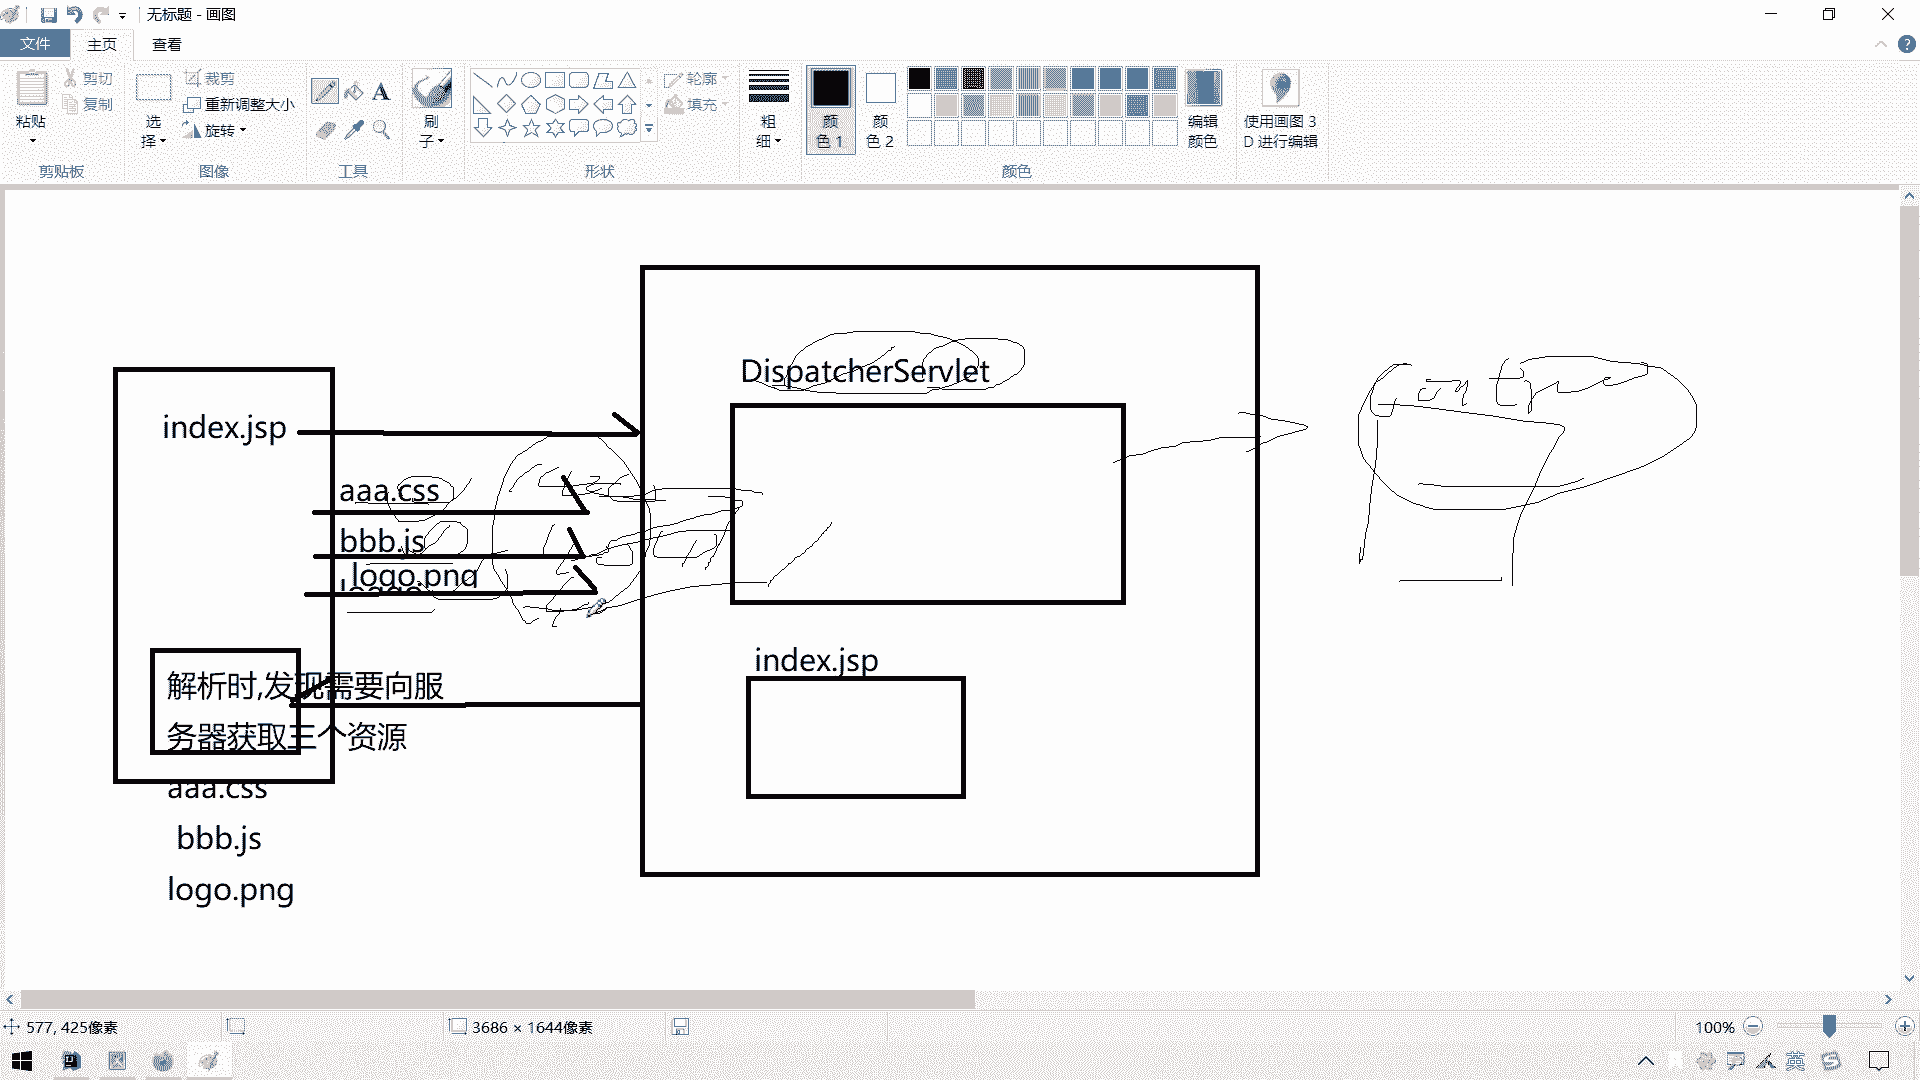 无标题 - 画图
文件
主页
查看
粘贴
剪切
复制
剪贴板
选择
裁剪
重新调整大小
旋转
图像
A
工具
刷子
形状
轮廓
填充
粗细
颜色 1
颜色 2
颜色
编辑颜色
使用画图 3D 进行编辑
DispatcherServlet
index.jsp
aaa.css
bbb.js
logo.png
index.jsp
解析时,发现需要向服
务器获取三个资源
aaa.css
bbb.js
logo.png
577, 425像素
3686 × 1644像素
100%
英